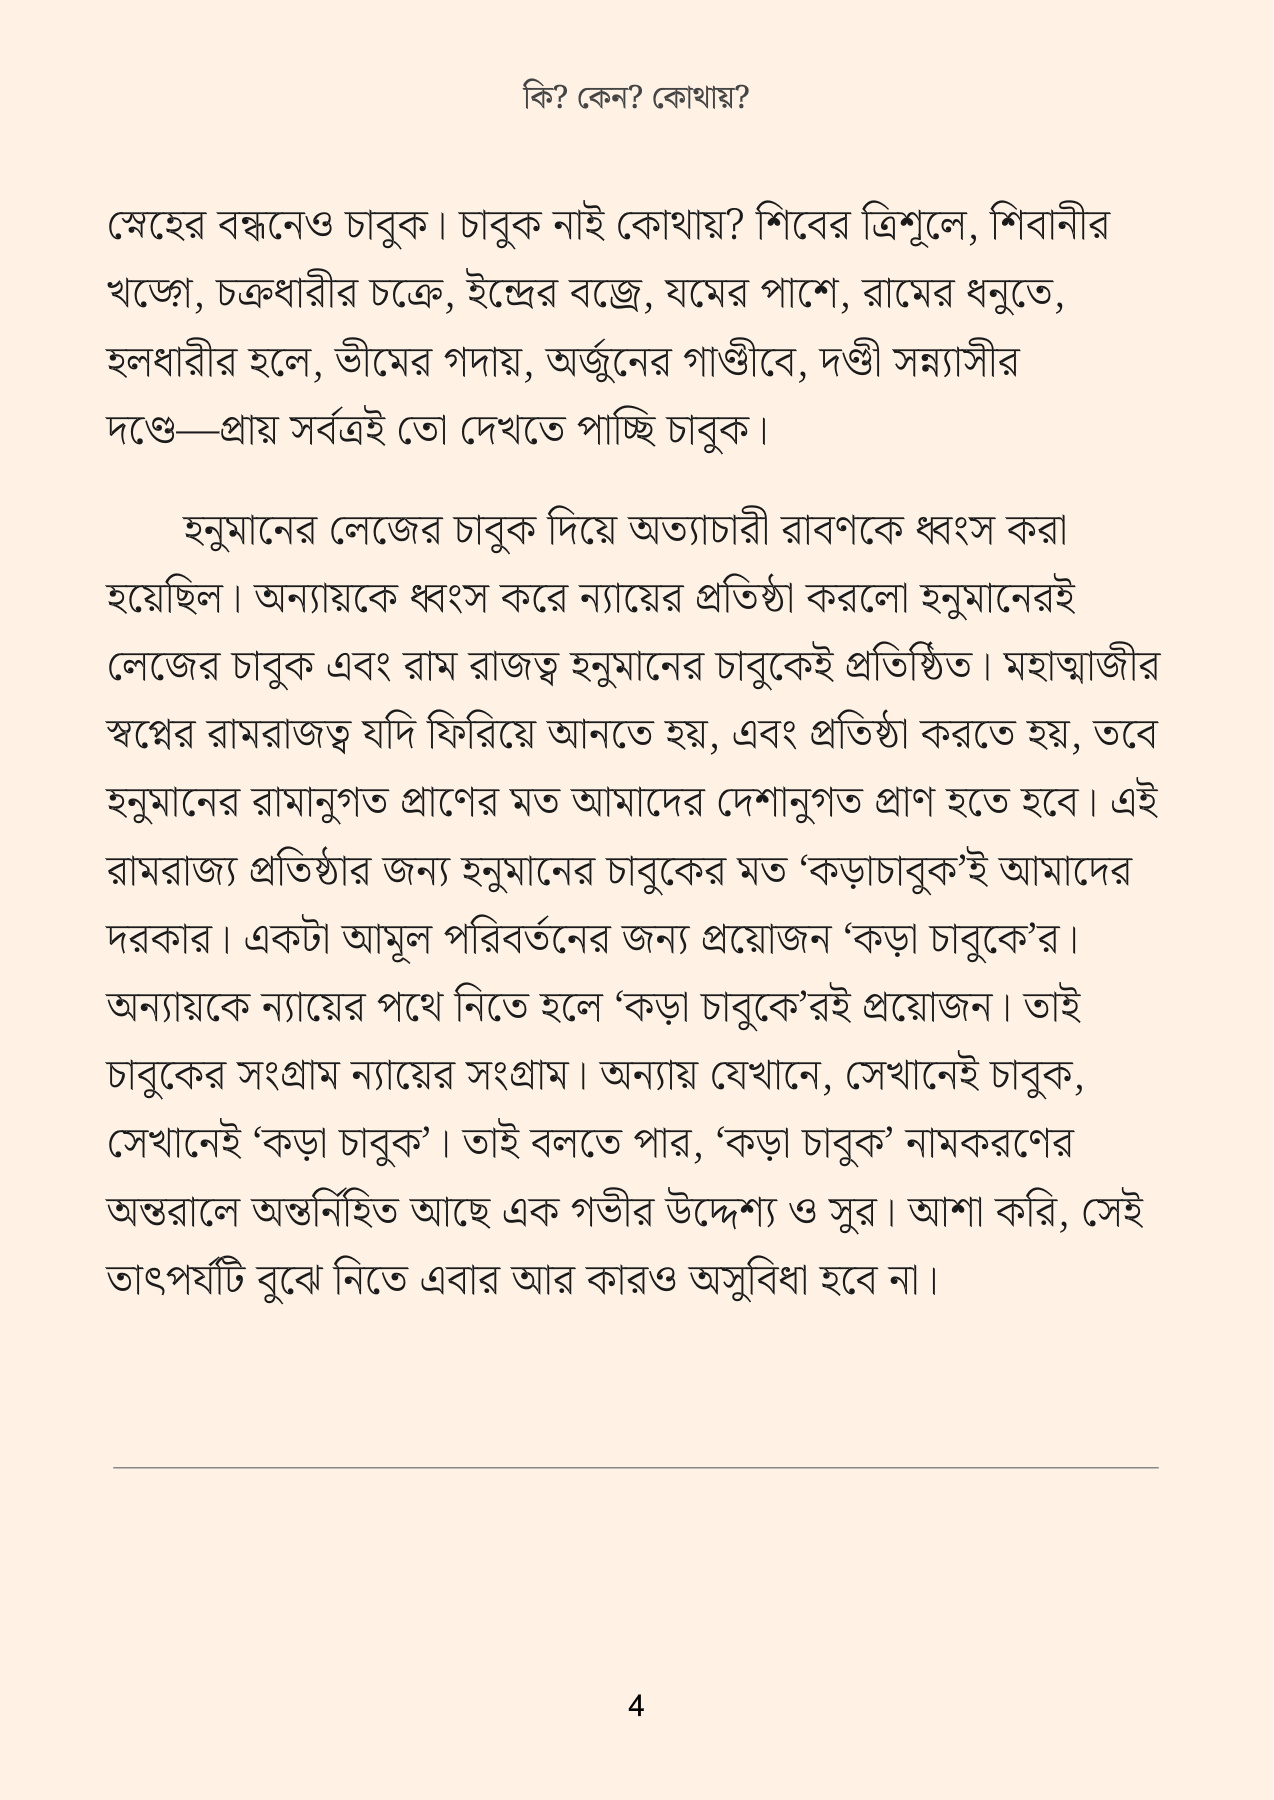 কি? কেন? কোথায়?
স্নেহের বন্ধনেও চাবুক। চাবুক নাই কোথায়? শিবের ত্রিশূলে, শিবানীর
খড়্গে, চক্রধারীর চক্রে, ইন্দ্রের বজ্রে, যমের পাশে, রামের ধনুতে,
হলধারীর হলে, ভীমের গদায়, অর্জুনের গাণ্ডীবে, দণ্ডী সন্ন্যাসীর
দণ্ডে—প্রায় সর্বত্রই তো দেখতে পাচ্ছি চাবুক।
হনুমানের লেজের চাবুক দিয়ে অত্যাচারী রাবণকে ধ্বংস করা
হয়েছিল। অন্যায়কে ধ্বংস করে ন্যায়ের প্রতিষ্ঠা করলো হনুমানেরই
লেজের চাবুক এবং রাম রাজত্ব হনুমানের চাবুকেই প্রতিষ্ঠিত। মহাত্মাজীর
স্বপ্নের রামরাজত্ব যদি ফিরিয়ে আনতে হয়, এবং প্রতিষ্ঠা করতে হয়, তবে
হনুমানের রামানুগত প্রাণের মত আমাদের দেশানুগত প্রাণ হতে হবে। এই
রামরাজ্য প্রতিষ্ঠার জন্য হনুমানের চাবুকের মত ‘কড়াচাবুক’ই আমাদের
দরকার। একটা আমূল পরিবর্তনের জন্য প্রয়োজন ‘কড়া চাবুকে’র।
অন্যায়কে ন্যায়ের পথে নিতে হলে ‘কড়া চাবুকে’রই প্রয়োজন। তাই
চাবুকের সংগ্রাম ন্যায়ের সংগ্রাম। অন্যায় যেখানে, সেখানেই চাবুক,
সেখানেই ‘কড়া চাবুক’। তাই বলতে পার, ‘কড়া চাবুক’ নামকরণের
অন্তরালে অন্তর্নিহিত আছে এক গভীর উদ্দেশ্য ও সুর। আশা করি, সেই
তাৎপর্যটি বুঝে নিতে এবার আর কারও অসুবিধা হবে না।
4